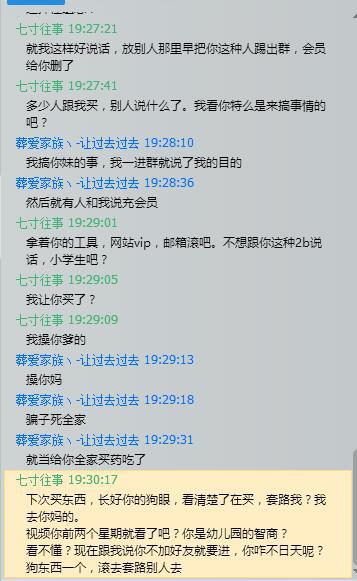 七寸往事 19:27:21
就我这样好说话，放别人那里早把你这种人踢出群，会员
给你删了
七寸往事 19:27:41
多少人跟我买，别人说什么了。我看你特么是来搞事情的
吧？
葬爱家族丶-让过去过去 19:28:10
我搞你妹的事，我一进群就说了我的目的
葬爱家族丶-让过去过去 19:28:36
然后就有人和我说充会员
七寸往事 19:29:01
拿着你的工具，网站vip，邮箱滚吧。不想跟你这种2b说
话，小学生吧？
七寸往事 19:29:05
我让你买了？
七寸往事 19:29:09
我操你爹的
葬爱家族丶-让过去过去 19:29:13
操你妈
葬爱家族丶-让过去过去 19:29:18
骗子死全家
葬爱家族丶-让过去过去 19:29:31
就当给你全家买药吃了
七寸往事 19:30:17
下次买东西，长好你的狗眼，看清楚了在买，套路我？我
去你妈的。
视频你前两个星期就看了吧？你是幼儿园的智商？
看不懂？现在跟我说你不加好友就要进，你咋不日天呢？
狗东西一个，滚去套路别人去